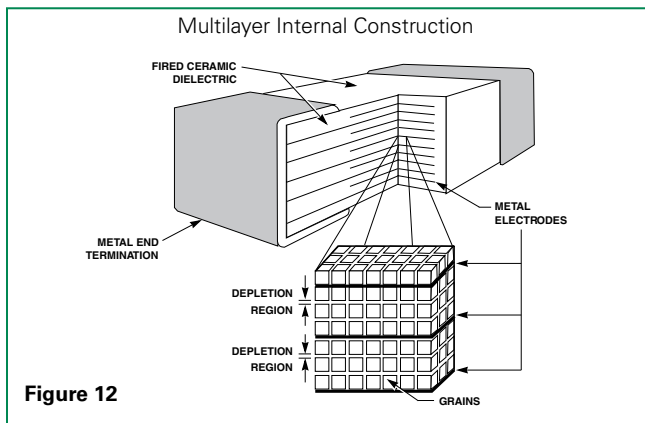 Multilayer Internal Construction
FIRED CERAMIC
DIELECTRIC
METAL
ELECTRODES
METAL END
TERMINATION
DEPLETION
REGION
DEPLETION
REGION
GRAINS
Figure 12